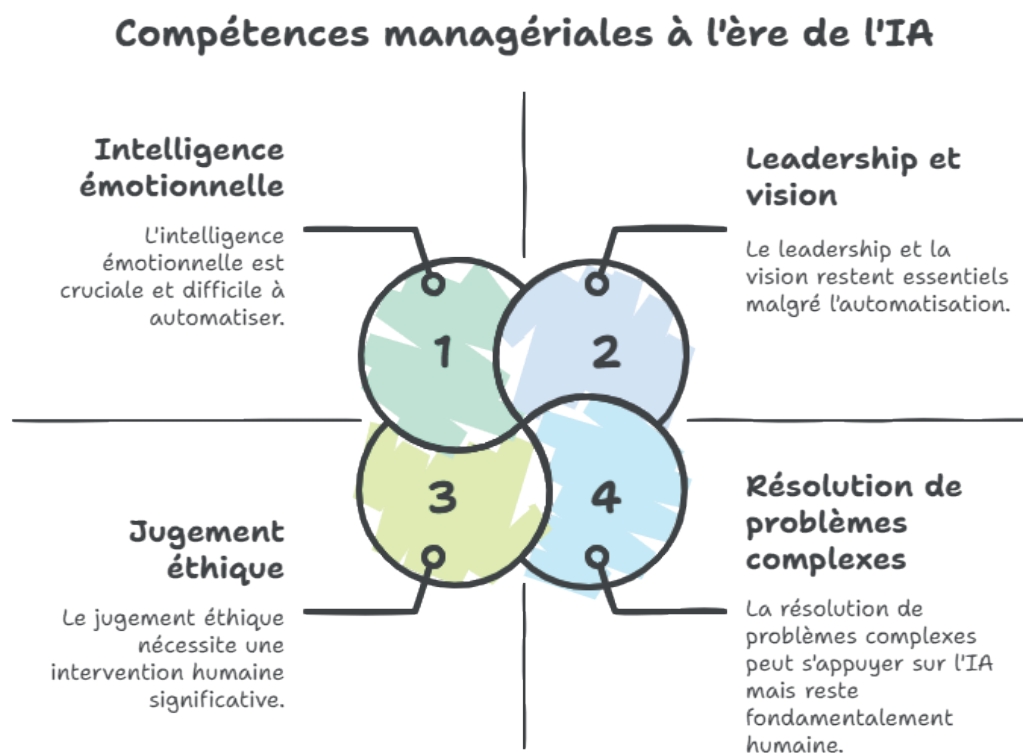 Compétences managériales à l'ère de l'IA
Intelligence
émotionnelle
L'intelligence
émotionnelle est
cruciale et difficile à
automatiser.
Leadership et
vision
Le leadership et la
vision restent essentiels
malgré l'automatisation.
1
2
3
4
Jugement
éthique
Le jugement éthique
nécessite une
intervention humaine
significative.
Résolution de
problèmes
complexes
La résolution de
problèmes complexes
peut s'appuyer sur l'IA
mais reste
fondamentalement
humaine.